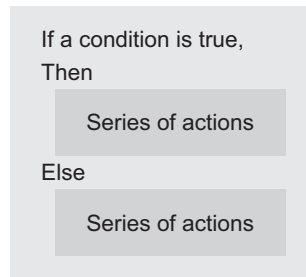 If a condition is true,
Then
Series of actions
Else
Series of actions